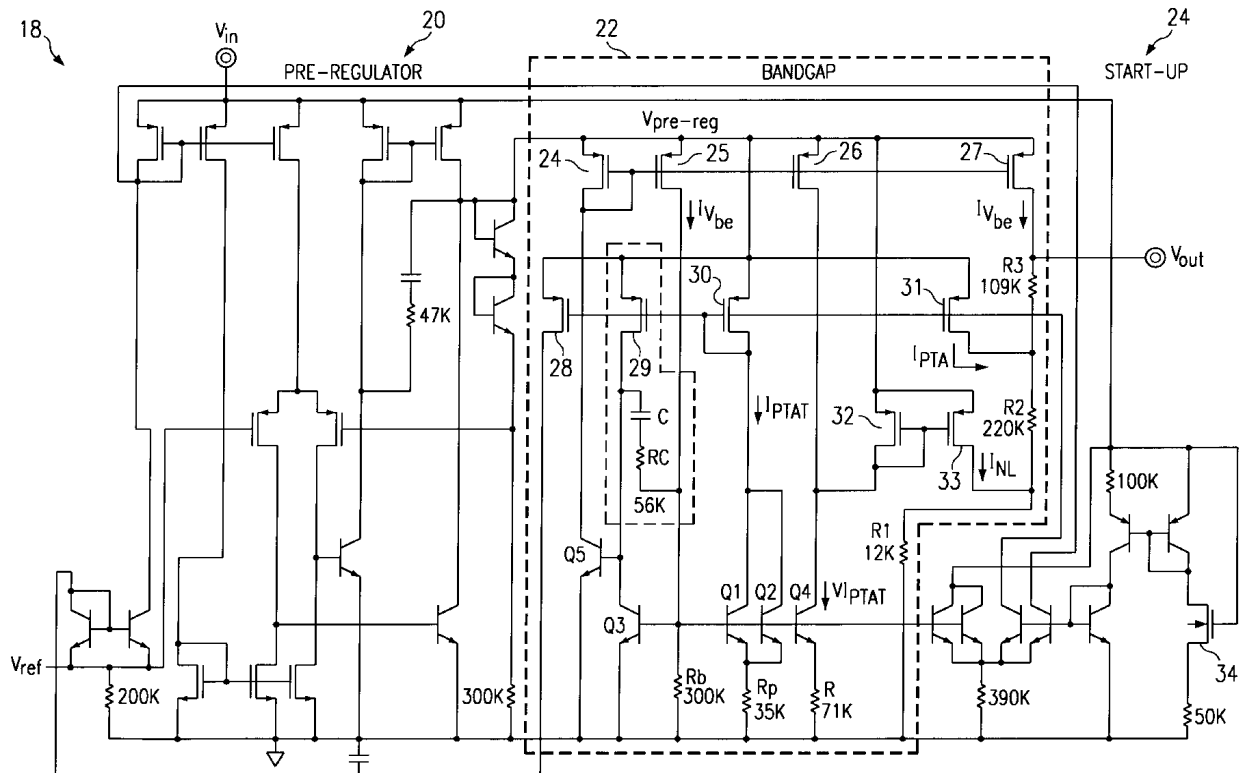 18
Vin
20
22
24
PRE-REGULATOR
BANDGAP
START-UP
Vpre-reg
24
25
26
27
IVbe
IVbe
Vout
R3
109K
30
31
47K
28
29
IPTA
C
IPTAT
R2
220K
32
RC
33
INL
56K
100K
R1
12K
Q5
Q1
Q2
Q4
VIPTAT
Q3
34
Vref
200K
300K
Rb
300K
Rp
35K
R
71K
390K
50K